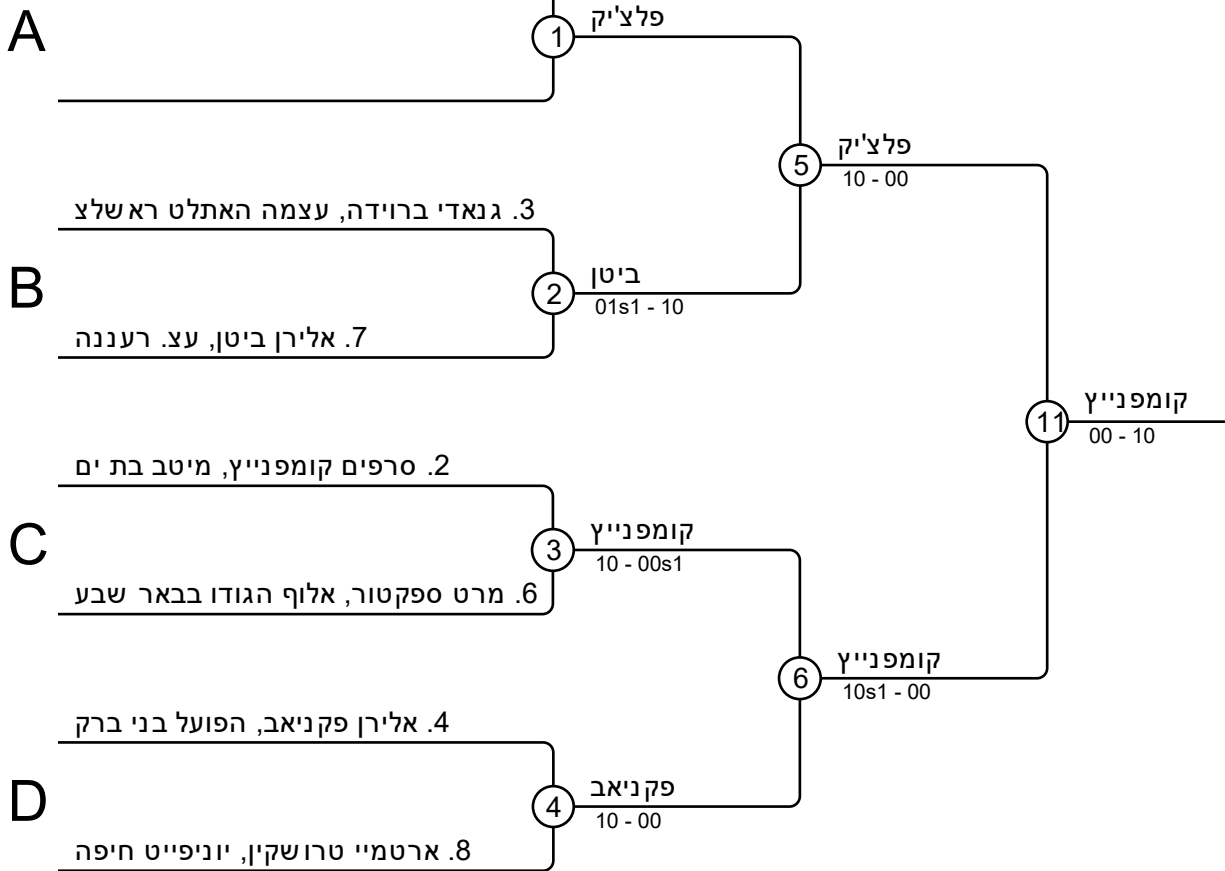 A
1
פלצ'יק
5
פלצ'יק
10 - 00
3. גנאדי ברוידה, עצמה האתלט ראשלצ
B
2
ביטן
01s1 - 10
7. אלירן ביטן, עצ. רעננה
11
קומפנייץ
00 - 10
2. סרפים קומפנייץ, מיטב בת ים
C
3
קומפנייץ
10 - 00s1
6. מרט ספקטור, אלוף הגודו בבאר שבע
6
קומפנייץ
10s1 - 00
4. אלירן פקניאב, הפועל בני ברק
D
4
פקניאב
10 - 00
8. ארטמיי טרושקין, יוניפייט חיפה